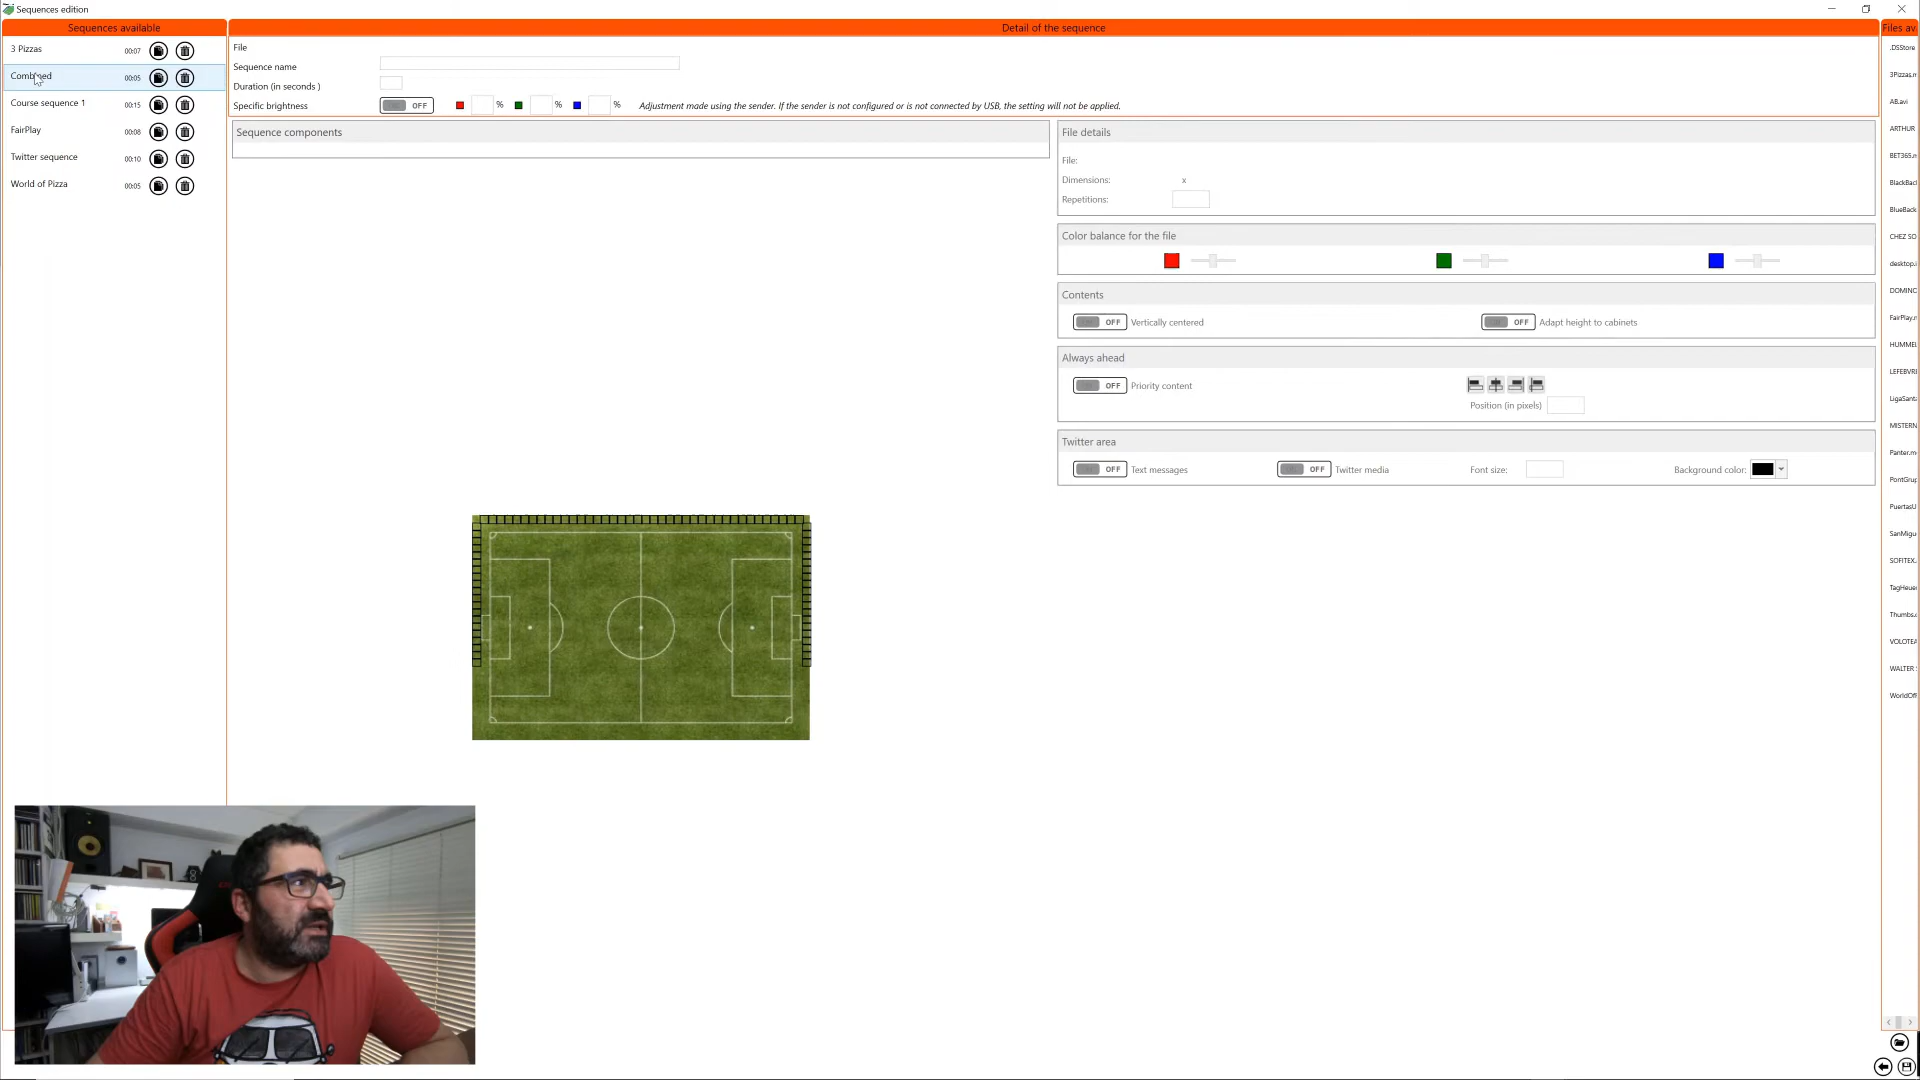 Sequences edition
Sequences available
3 Pizzas 00:07
Combined 00:05
Course sequence 1 00:15
FairPlay 00:08
Twitter sequence 00:10
World of Pizza 00:05
Detail of the sequence
File
Sequence name
Duration (in seconds )
Specific brightness OFF % % % Adjustment made using the sender. If the sender is not configured or is not connected by USB, the setting will not be applied.
Sequence components
File details
File:
Dimensions: x
Repetitions:
Color balance for the file
Contents
OFF Vertically centered OFF Adapt height to cabinets
Always ahead
OFF Priority content
Position (in pixels)
Twitter area
OFF Text messages OFF Twitter media Font size: Background color:
Files av
.DSStore
3Pizzas.m
AB.avi
ARTHUR
BET365.m
BlackBac
BlueBack
CHEZ SO
desktop.i
DOMINO
FairPlay.m
HUMMEL
LEFEBVRE
LigaSanta
MISTERN
Panter.m
PontGrup
PuertasU
SanMigu
SOFITEX.
TagHeue
Thumbs.
VOLOTEA
WALTER
WorldOfP